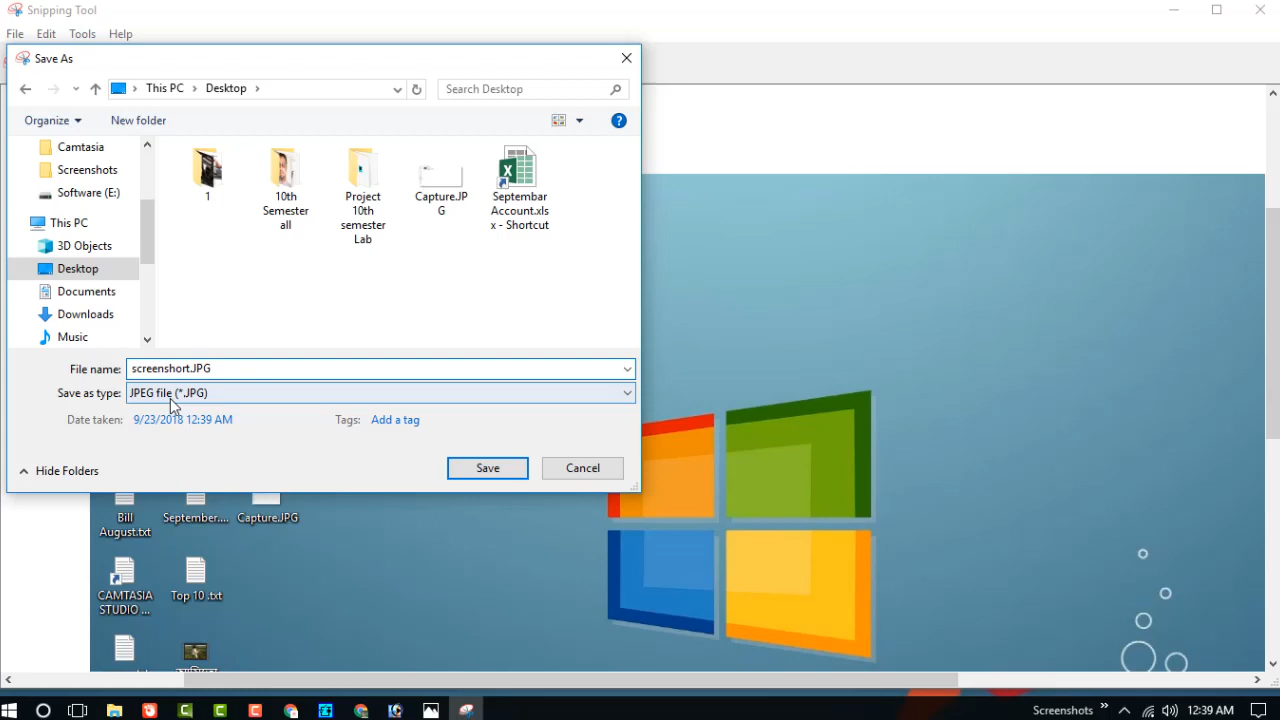 Snipping Tool
File Edit Tools Help
Save As
This PC Desktop
Search Desktop
Organize New folder
Camtasia
Screenshots
Software (E:)
This PC
3D Objects
Desktop
Documents
Downloads
Music
1
10th
Semester
all
Project
10th
semester
Lab
Capture.JP
G
Septembar
Account.xls
x - Shortcut
File name: screenshort.JPG
Save as type: JPEG file (*.JPG)
Date taken: 9/23/2018 12:39 AM Tags: Add a tag
Hide Folders Save Cancel
Bill
August.txt
September....
Capture.JPG
CAMTASIA
STUDIO ...
Top 10 .txt
Screenshots » 12:39 AM